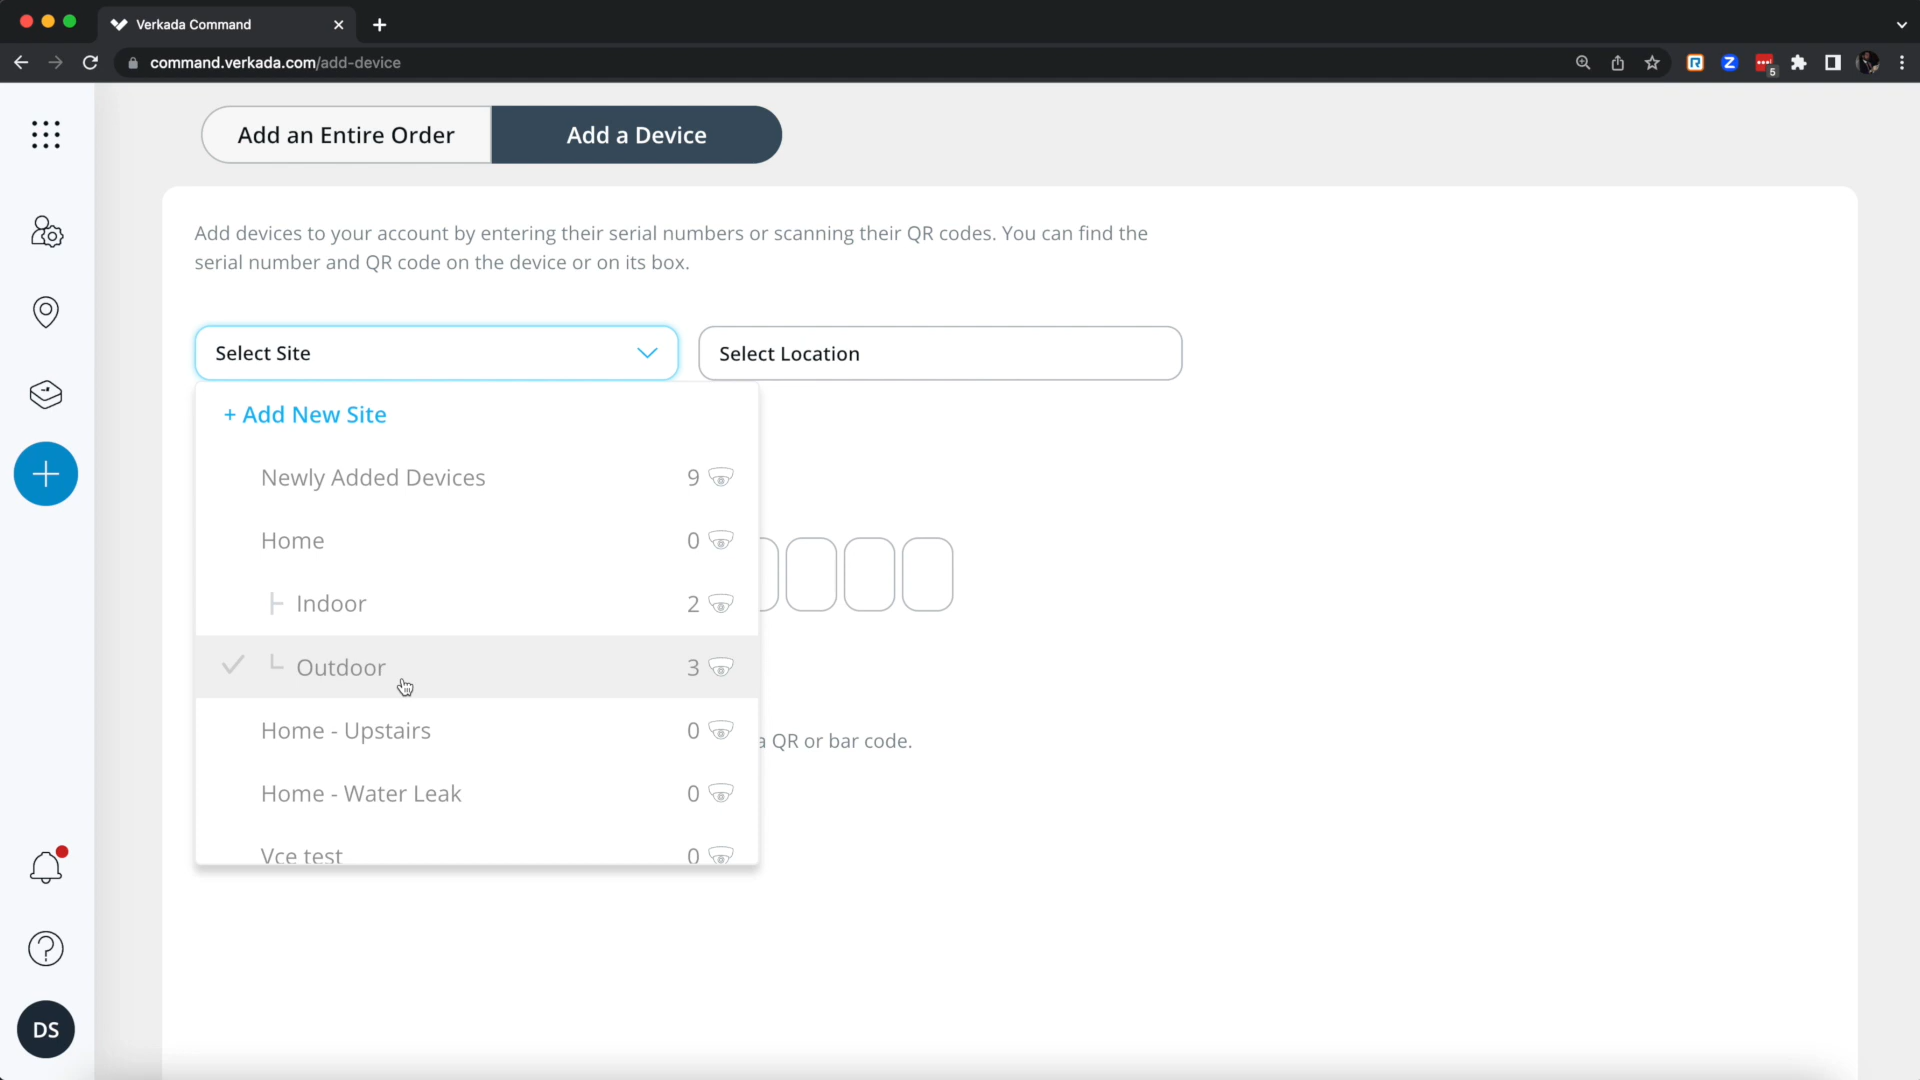 Verkada Command
command.verkada.com/add-device
5
Add an Entire Order
Add a Device
Add devices to your account by entering their serial numbers or scanning their QR codes. You can find the
serial number and QR code on the device or on its box.
Select Site
Select Location
+ Add New Site
Newly Added Devices 9
Home 0
Indoor 2
Outdoor 3
Home - Upstairs 0
a QR or bar code.
Home - Water Leak 0
Vce test 0
DS